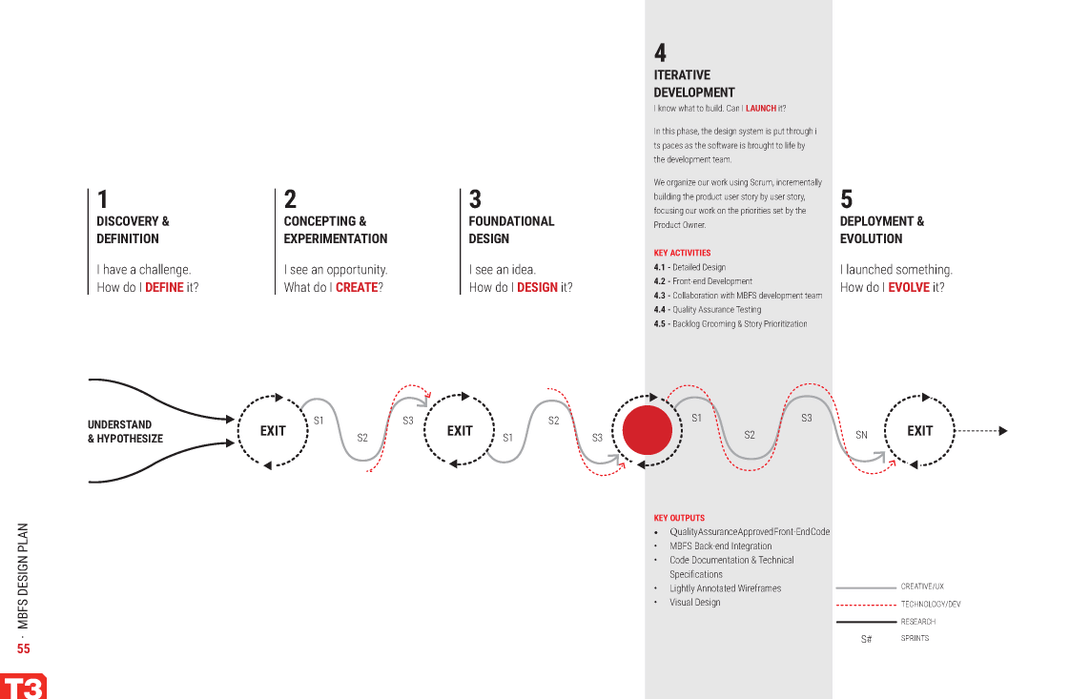 1
DISCOVERY &
DEFINITION
I have a challenge.
How do I DEFINE it?
2
CONCEPTING &
EXPERIMENTATION
I see an opportunity.
What do I CREATE?
3
FOUNDATIONAL
DESIGN
I see an idea.
How do I DESIGN it?
4
ITERATIVE
DEVELOPMENT
I know what to build. Can I LAUNCH it?
In this phase, the design system is put through i
ts paces as the software is brought to life by
the development team.
We organize our work using Scrum, incrementally
building the product user story by user story,
focusing our work on the priorities set by the
Product Owner.
KEY ACTIVITIES
4.1 - Detailed Design
4.2 - Front-end Development
4.3 - Collaboration with MBFS development team
4.4 - Quality Assurance Testing
4.5 - Backlog Grooming & Story Prioritization
5
DEPLOYMENT &
EVOLUTION
I launched something.
How do I EVOLVE it?
UNDERSTAND
& HYPOTHESIZE
EXIT
S1
S2
S3
EXIT
S1
S2
S3
S1
S2
S3
SN
EXIT
KEY OUTPUTS
• QualityAssuranceApprovedFront-EndCode
• MBFS Back-end Integration
• Code Documentation & Technical
Specifications
• Lightly Annotated Wireframes
• Visual Design
CREATIVE/UX
TECHNOLOGY/DEV
RESEARCH
S# SPRINTS
55 · MBFS DESIGN PLAN
T3